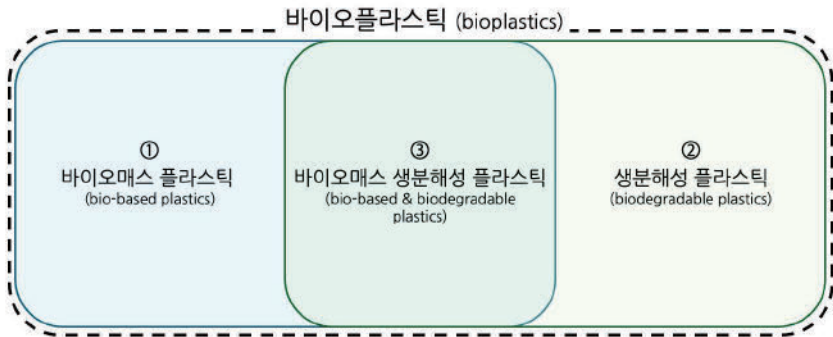 바이오플라스틱 (bioplastics)
①
바이오매스 플라스틱
(bio-based plastics)
③
바이오매스 생분해성 플라스틱
(bio-based & biodegradable
plastics)
②
생분해성 플라스틱
(biodegradable plastics)